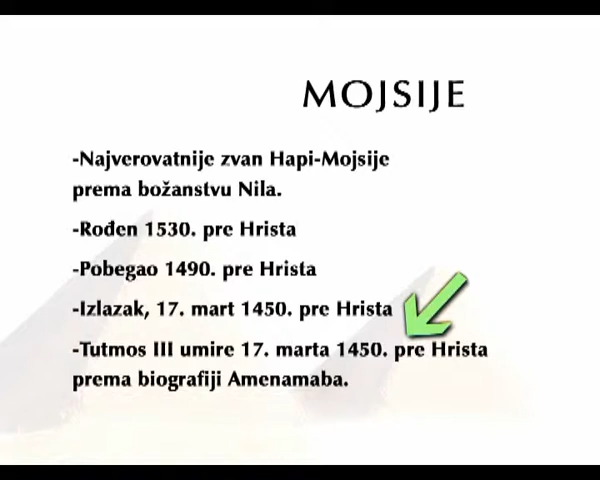 MOJSIJE
-Najverovatnije zvan Hapi-Mojsije
prema božanstvu Nila.
-Rođen 1530. pre Hrista
-Pobegao 1490. pre Hrista
-Izlazak, 17. mart 1450. pre Hrista
-Tutmos III umire 17. marta 1450. pre Hrista
prema biografiji Amenamaba.